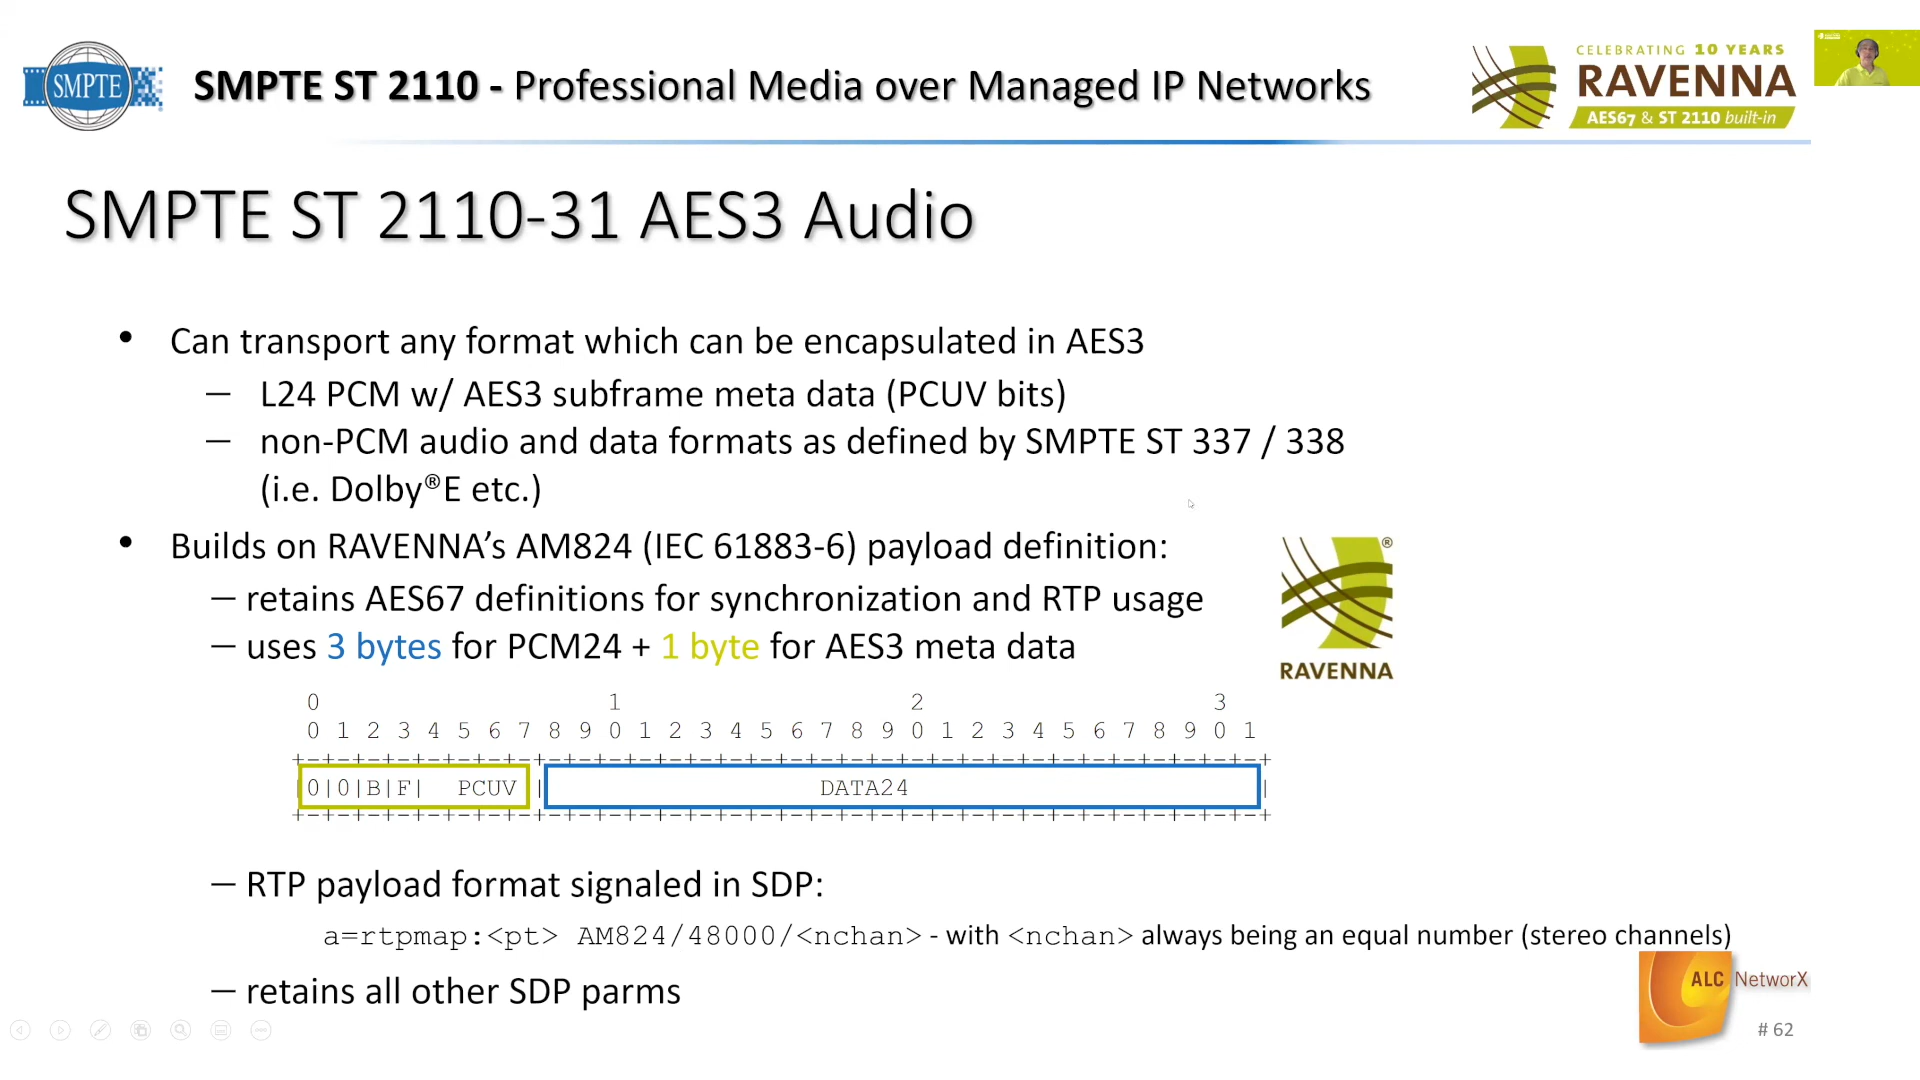 SMPTE
SMPTE ST 2110 - Professional Media over Managed IP Networks
CELEBRATING 10 YEARS
RAVENNA
AES67 & ST 2110 built-in
SMPTE ST 2110-31 AES3 Audio
• Can transport any format which can be encapsulated in AES3
– L24 PCM w/ AES3 subframe meta data (PCUV bits)
– non-PCM audio and data formats as defined by SMPTE ST 337 / 338
(i.e. Dolby®E etc.)
• Builds on RAVENNA’s AM824 (IEC 61883-6) payload definition:
– retains AES67 definitions for synchronization and RTP usage
– uses 3 bytes for PCM24 + 1 byte for AES3 meta data
®
RAVENNA
0 1 2 3
0 1 2 3 4 5 6 7 8 9 0 1 2 3 4 5 6 7 8 9 0 1 2 3 4 5 6 7 8 9 0 1
+-+-+-+-+-+-+-+-+-+-+-+-+-+-+-+-+-+-+-+-+-+-+-+-+-+-+-+-+-+-+-+-+
|0|0|B|F| PCUV | DATA24 |
+-+-+-+-+-+-+-+-+-+-+-+-+-+-+-+-+-+-+-+-+-+-+-+-+-+-+-+-+-+-+-+-+
– RTP payload format signaled in SDP:
a=rtpmap:<pt> AM824/48000/<nchan> - with <nchan> always being an equal number (stereo channels)
– retains all other SDP parms
ALC NetworX
# 62